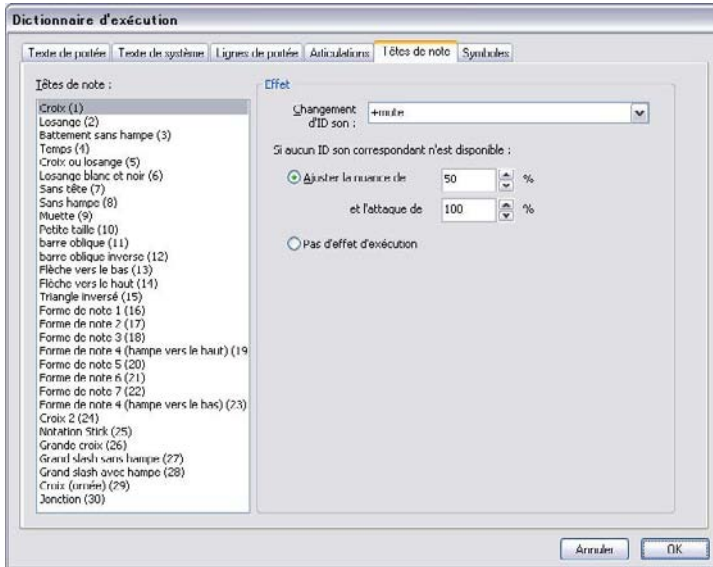 Dictionnaire d'exécution
Texte de portée Texte de système Lignes de portée Articulations Têtes de note Symboles
Têtes de note :
Croix (1)
Losange (2)
Battement sans hampe (3)
Temps (4)
Croix ou losange (5)
Losange blanc et noir (6)
Sans tête (7)
Sans hampe (8)
Muette (9)
Petite taille (10)
barre oblique (11)
barre oblique inverse (12)
Flèche vers le bas (13)
Flèche vers le haut (14)
Triangle inversé (15)
Forme de note 1 (16)
Forme de note 2 (17)
Forme de note 3 (18)
Forme de note 4 (hampe vers le haut) (19
Forme de note 5 (20)
Forme de note 6 (21)
Forme de note 7 (22)
Forme de note 4 (hampe vers le bas) (23)
Croix 2 (24)
Notation Stick (25)
Grande croix (26)
Grand slash sans hampe (27)
Grand slash avec hampe (28)
Croix (ornée) (29)
Jonction (30)
Effet
Changement d'ID son : +mute
Si aucun ID son correspondant n'est disponible :
Ajuster la nuance de 50 %
et l'attaque de 100 %
Pas d'effet d'exécution
Annuler OK